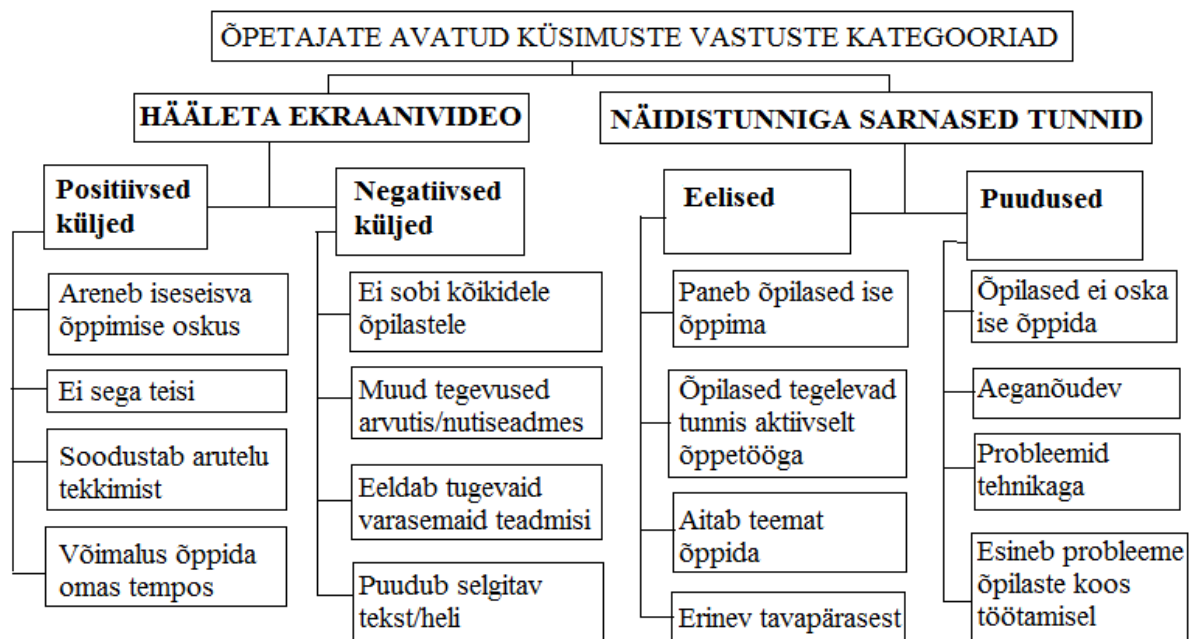 ÕPETAJATE AVATUD KÜSIMUSTE VASTUSTE KATEGOORIAD
HÄÄLETA EKRAANIVIDEO
Positiivsed
küljed
Areneb iseseisva
õppimise oskus
Ei sega teisi
Soodustab arutelu
tekkimist
Võimalus õppida
omas tempos
Negatiivsed
küljed
Ei sobi kõikidele
õpilastele
Muud tegevused
arvutis/nutiseadmes
Eeldab tugevaid
varasemaid teadmisi
Puudub selgitav
tekst/heli
NÄIDISTUNNIGA SARNASED TUNNID
Eelised
Paneb õpilased ise
õppima
Õpilased tegelevad
tunnis aktiivselt
õppetööga
Aitab teemat
õppida
Erinev tavapärasest
Puudused
Õpilased ei oska
ise õppida
Aeganõudev
Probleemid
tehnikaga
Esineb probleeme
õpilaste koos
töötamisel